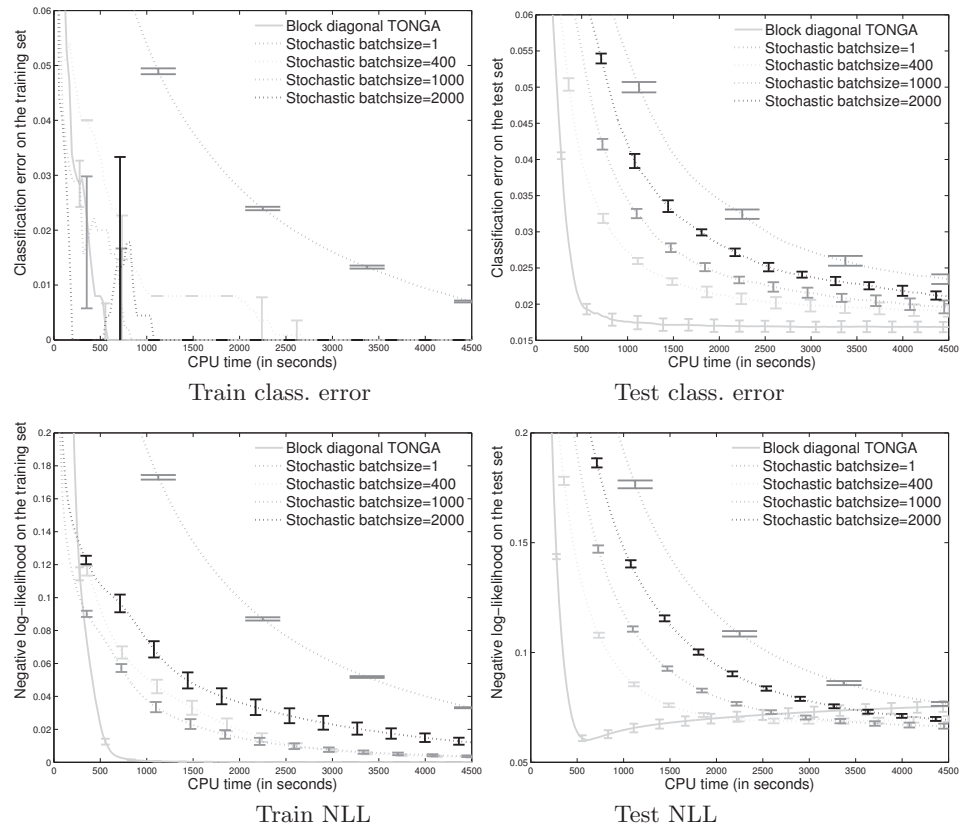 Classification error on the training set
0.06
0.05
0.04
0.03
0.02
0.01
0
0 500 1000 1500 2000 2500 3000 3500 4000 4500
CPU time (in seconds)
Block diagonal TONGA
Stochastic batchsize=1
Stochastic batchsize=400
Stochastic batchsize=1000
Stochastic batchsize=2000
Train class. error
Classification error on the test set
0.06
0.055
0.05
0.045
0.04
0.035
0.03
0.025
0.02
0.015
0 500 1000 1500 2000 2500 3000 3500 4000 4500
CPU time (in seconds)
Block diagonal TONGA
Stochastic batchsize=1
Stochastic batchsize=400
Stochastic batchsize=1000
Stochastic batchsize=2000
Test class. error
Negative log−likelihood on the training set
0.2
0.18
0.16
0.14
0.12
0.1
0.08
0.06
0.04
0.02
0
0 500 1000 1500 2000 2500 3000 3500 4000 4500
CPU time (in seconds)
Block diagonal TONGA
Stochastic batchsize=1
Stochastic batchsize=400
Stochastic batchsize=1000
Stochastic batchsize=2000
Train NLL
Negative log−likelihood on the test set
0.2
0.15
0.1
0.05
0 500 1000 1500 2000 2500 3000 3500 4000 4500
CPU time (in seconds)
Block diagonal TONGA
Stochastic batchsize=1
Stochastic batchsize=400
Stochastic batchsize=1000
Stochastic batchsize=2000
Test NLL